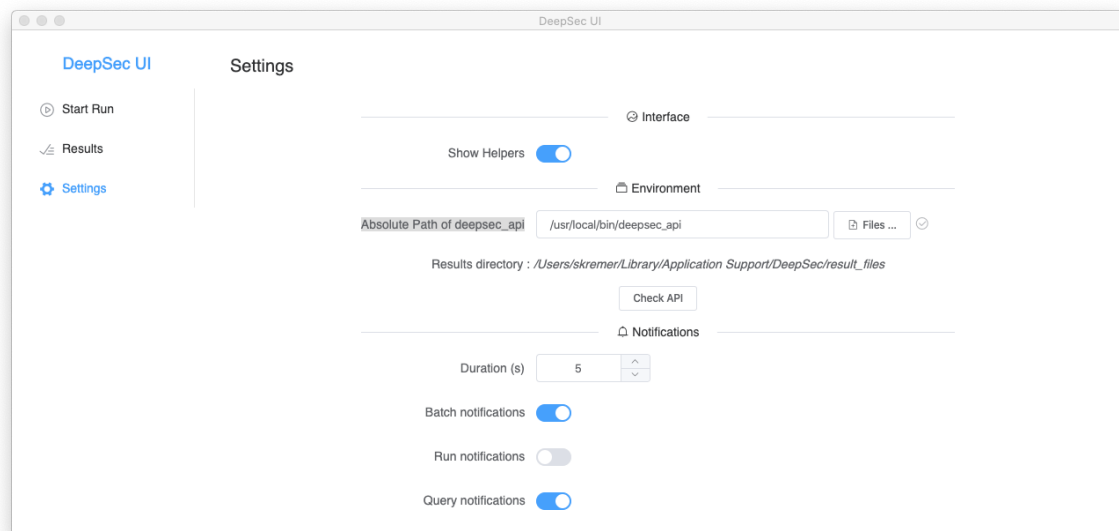 DeepSec UI
DeepSec UI
Settings
Start Run
Results
Settings
Interface
Show Helpers
Environment
Absolute Path of deepsec_api /usr/local/bin/deepsec_api Files ...
Results directory : /Users/skremer/Library/Application Support/DeepSec/result_files
Check API
Notifications
Duration (s) 5
Batch notifications
Run notifications
Query notifications